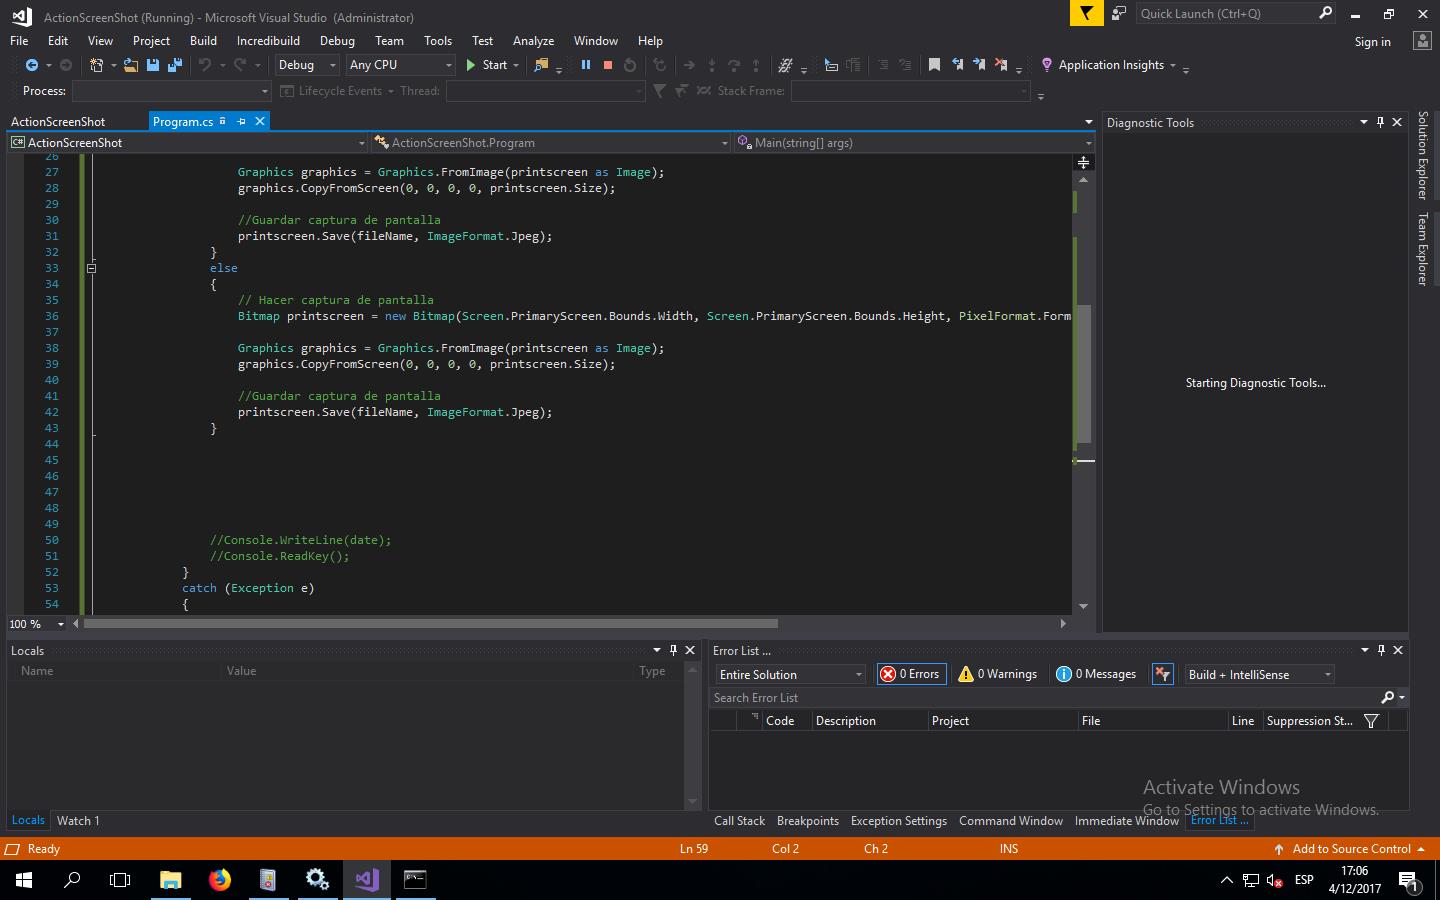 ActionScreenShot (Running) - Microsoft Visual Studio (Administrator)
Quick Launch (Ctrl+Q)
File Edit View Project Build Incredibuild Debug Team Tools Test Analyze Window Help
Sign in
Debug Any CPU Start Application Insights
Process: Lifecycle Events Thread: Stack Frame:
ActionScreenShot Program.cs
Diagnostic Tools
ActionScreenShot ActionScreenShot.Program Main(string[] args)
26
27 Graphics graphics = Graphics.FromImage(printscreen as Image);
28 graphics.CopyFromScreen(0, 0, 0, 0, printscreen.Size);
29
30 //Guardar captura de pantalla
31 printscreen.Save(fileName, ImageFormat.Jpeg);
32 }
33 else
34 {
35 // Hacer captura de pantalla
36 Bitmap printscreen = new Bitmap(Screen.PrimaryScreen.Bounds.Width, Screen.PrimaryScreen.Bounds.Height, PixelFormat.Form
37
38 Graphics graphics = Graphics.FromImage(printscreen as Image);
39 graphics.CopyFromScreen(0, 0, 0, 0, printscreen.Size);
40
41 //Guardar captura de pantalla
42 printscreen.Save(fileName, ImageFormat.Jpeg);
43 }
44
45
46
47
48
49
50 //Console.WriteLine(date);
51 //Console.ReadKey();
52 }
53 catch (Exception e)
54 {
100 %
Starting Diagnostic Tools...
Solution Explorer
Team Explorer
Locals
Name Value Type
Locals Watch 1
Error List ...
Entire Solution 0 Errors 0 Warnings 0 Messages Build + IntelliSense
Search Error List
Code Description Project File Line Suppression St...
Activate Windows
Go to Settings to activate Windows.
Call Stack Breakpoints Exception Settings Command Window Immediate Window Error List ...
Ready Ln 59 Col 2 Ch 2 INS Add to Source Control
ESP
17:06
4/12/2017
1